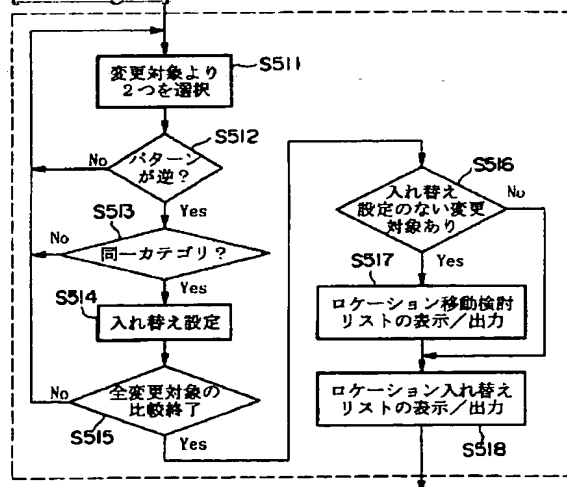 S511
変更対象より
2つを選択
S512
パターン
が逆?
No
Yes
S513
同一カテゴリ?
No
Yes
S514
入れ替え設定
全変更対象の
比較終了
No
S515
Yes
S516
入れ替え
設定のない変更
対象あり
No
Yes
S517
ロケーション移動検討
リストの表示/出力
ロケーション入れ替え
リストの表示/出力
S518